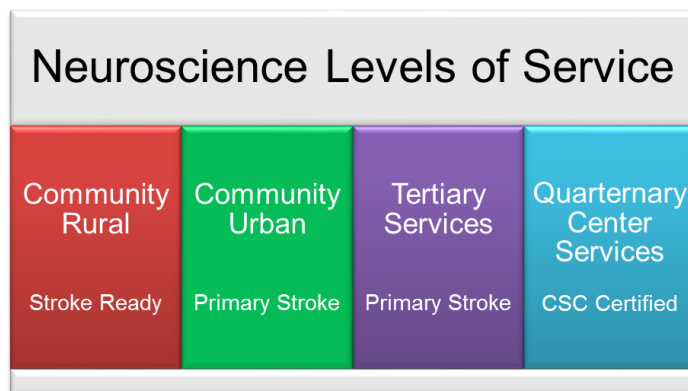 Neuroscience Levels of Service
Community
Rural
Stroke Ready
Community
Urban
Primary Stroke
Tertiary
Services
Primary Stroke
Quarternary
Center
Services
CSC Certified